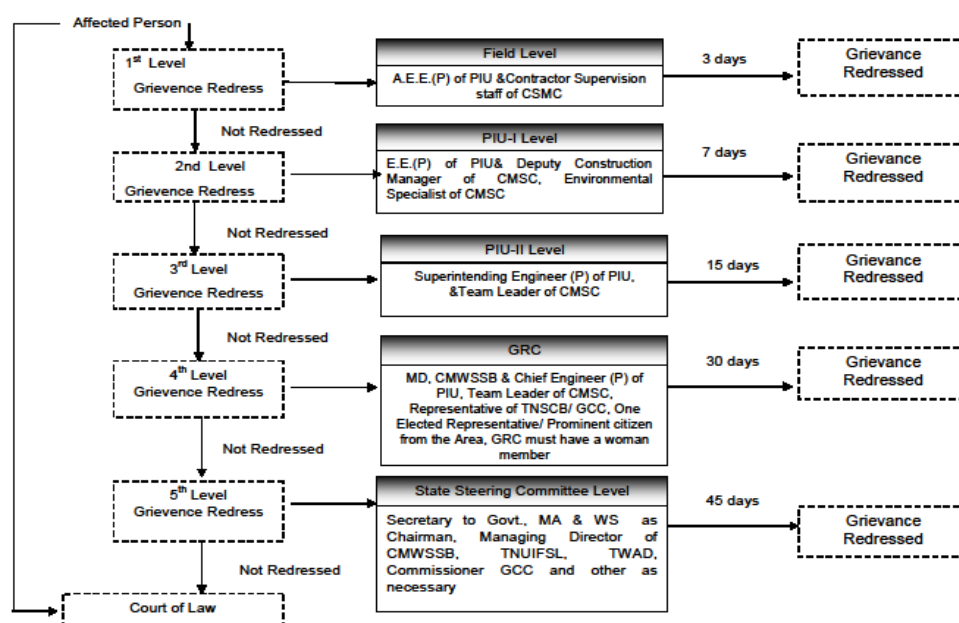 Affected Person
1st Level
Grievence Redress
Field Level
A.E.E.(P) of PIU &Contractor Supervision
staff of CSMC
3 days
Grievance
Redressed
Not Redressed
2nd Level
Grievence Redress
PIU-I Level
E.E.(P) of PIU& Deputy Construction
Manager of CMSC, Environmental
Specialist of CMSC
7 days
Grievance
Redressed
Not Redressed
3rd Level
Grievence Redress
PIU-II Level
Superintending Engineer (P) of PIU,
&Team Leader of CMSC
15 days
Grievance
Redressed
Not Redressed
4th Level
Grievence Redress
GRC
MD, CMWSSB & Chief Engineer (P) of
PIU, Team Leader of CMSC,
Representative of TNSCB/ GCC, One
Elected Representative/ Prominent citizen
from the Area, GRC must have a woman
member
30 days
Grievance
Redressed
Not Redressed
5th Level
Grievence Redress
State Steering Committee Level
Secretary to Govt., MA & WS as
Chairman, Managing Director of
CMWSSB, TNUIFSL, TWAD,
Commissioner GCC and other as
necessary
45 days
Grievance
Redressed
Not Redressed
Court of Law